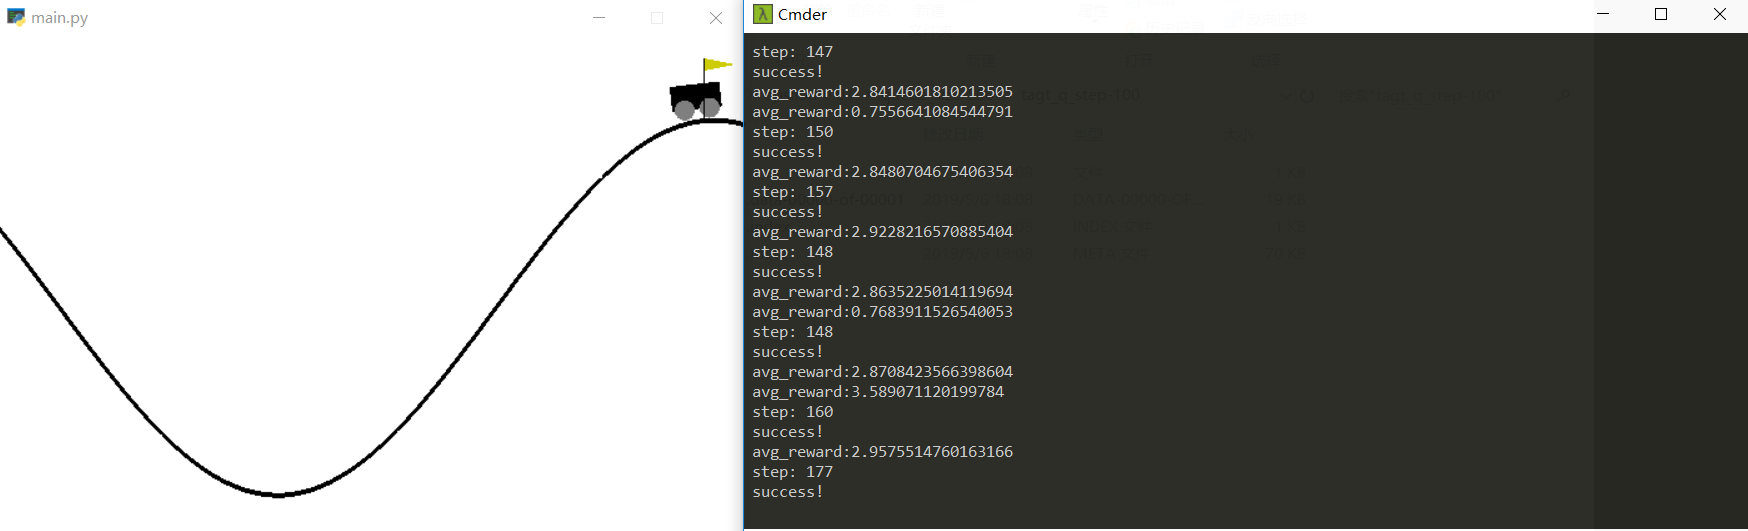 main.py
Cmder
step: 147
success!
avg_reward:2.8414601810213505
avg_reward:0.7556641084544791
step: 150
success!
avg_reward:2.8480704675406354
step: 157
success!
avg_reward:2.9228216570885404
step: 148
success!
avg_reward:2.8635225014119694
avg_reward:0.7683911526540053
step: 148
success!
avg_reward:2.8708423566398604
avg_reward:3.589071120199784
step: 160
success!
avg_reward:2.9575514760163166
step: 177
success!